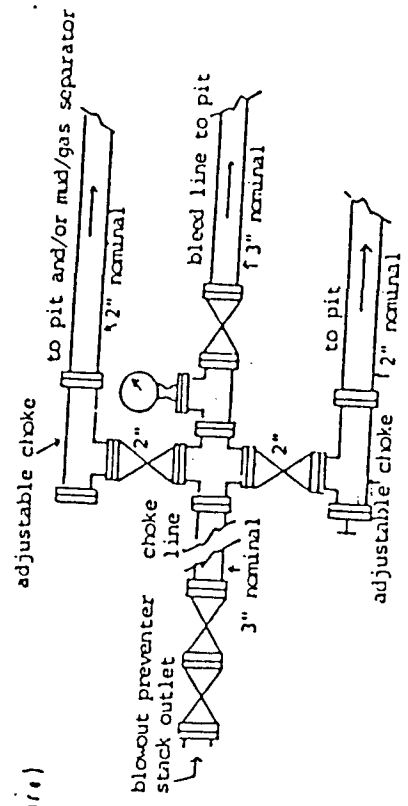 adjustable choke
to pit and/or mud/gas separator
2" nominal
2"
bleed line to pit
3" nominal
blowout preventer
stack outlet
choke
line
3" nominal
2"
to pit
2" nominal
adjustable choke